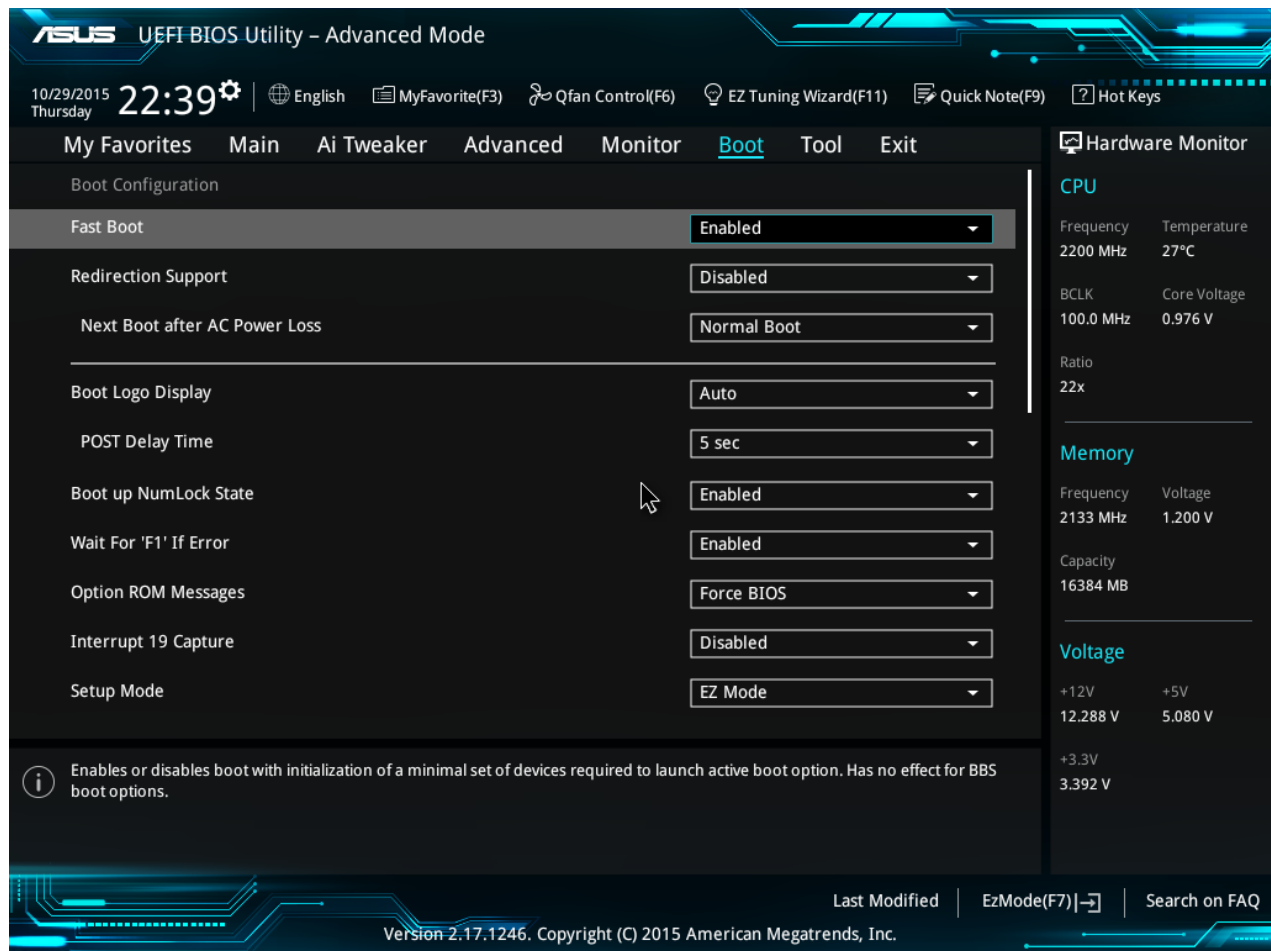 ASUS UEFI BIOS Utility – Advanced Mode
10/29/2015
Thursday
22:39
English
MyFavorite(F3)
Qfan Control(F6)
EZ Tuning Wizard(F11)
Quick Note(F9)
? Hot Keys
My Favorites Main Ai Tweaker Advanced Monitor Boot Tool Exit
Boot Configuration
Fast Boot Enabled
Redirection Support Disabled
Next Boot after AC Power Loss Normal Boot
Boot Logo Display Auto
POST Delay Time 5 sec
Boot up NumLock State Enabled
Wait For 'F1' If Error Enabled
Option ROM Messages Force BIOS
Interrupt 19 Capture Disabled
Setup Mode EZ Mode
Enables or disables boot with initialization of a minimal set of devices required to launch active boot option. Has no effect for BBS
boot options.
Hardware Monitor
CPU
Frequency Temperature
2200 MHz 27°C
BCLK Core Voltage
100.0 MHz 0.976 V
Ratio
22x
Memory
Frequency Voltage
2133 MHz 1.200 V
Capacity
16384 MB
Voltage
+12V +5V
12.288 V 5.080 V
+3.3V
3.392 V
Last Modified
EzMode(F7)
Search on FAQ
Version 2.17.1246. Copyright (C) 2015 American Megatrends, Inc.